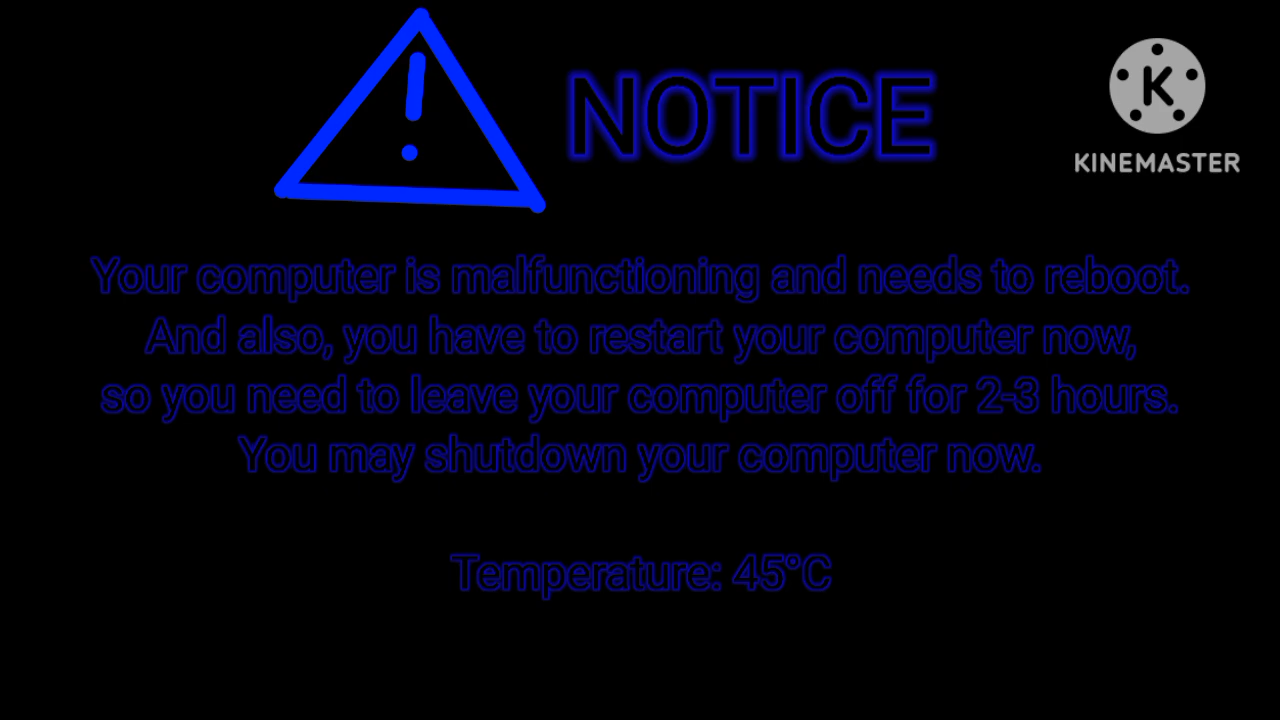 NOTICE
K
KINEMASTER
Your computer is malfunctioning and needs to reboot.
And also, you have to restart your computer now,
so you need to leave your computer off for 2-3 hours.
You may shutdown your computer now.
Temperature: 45°C